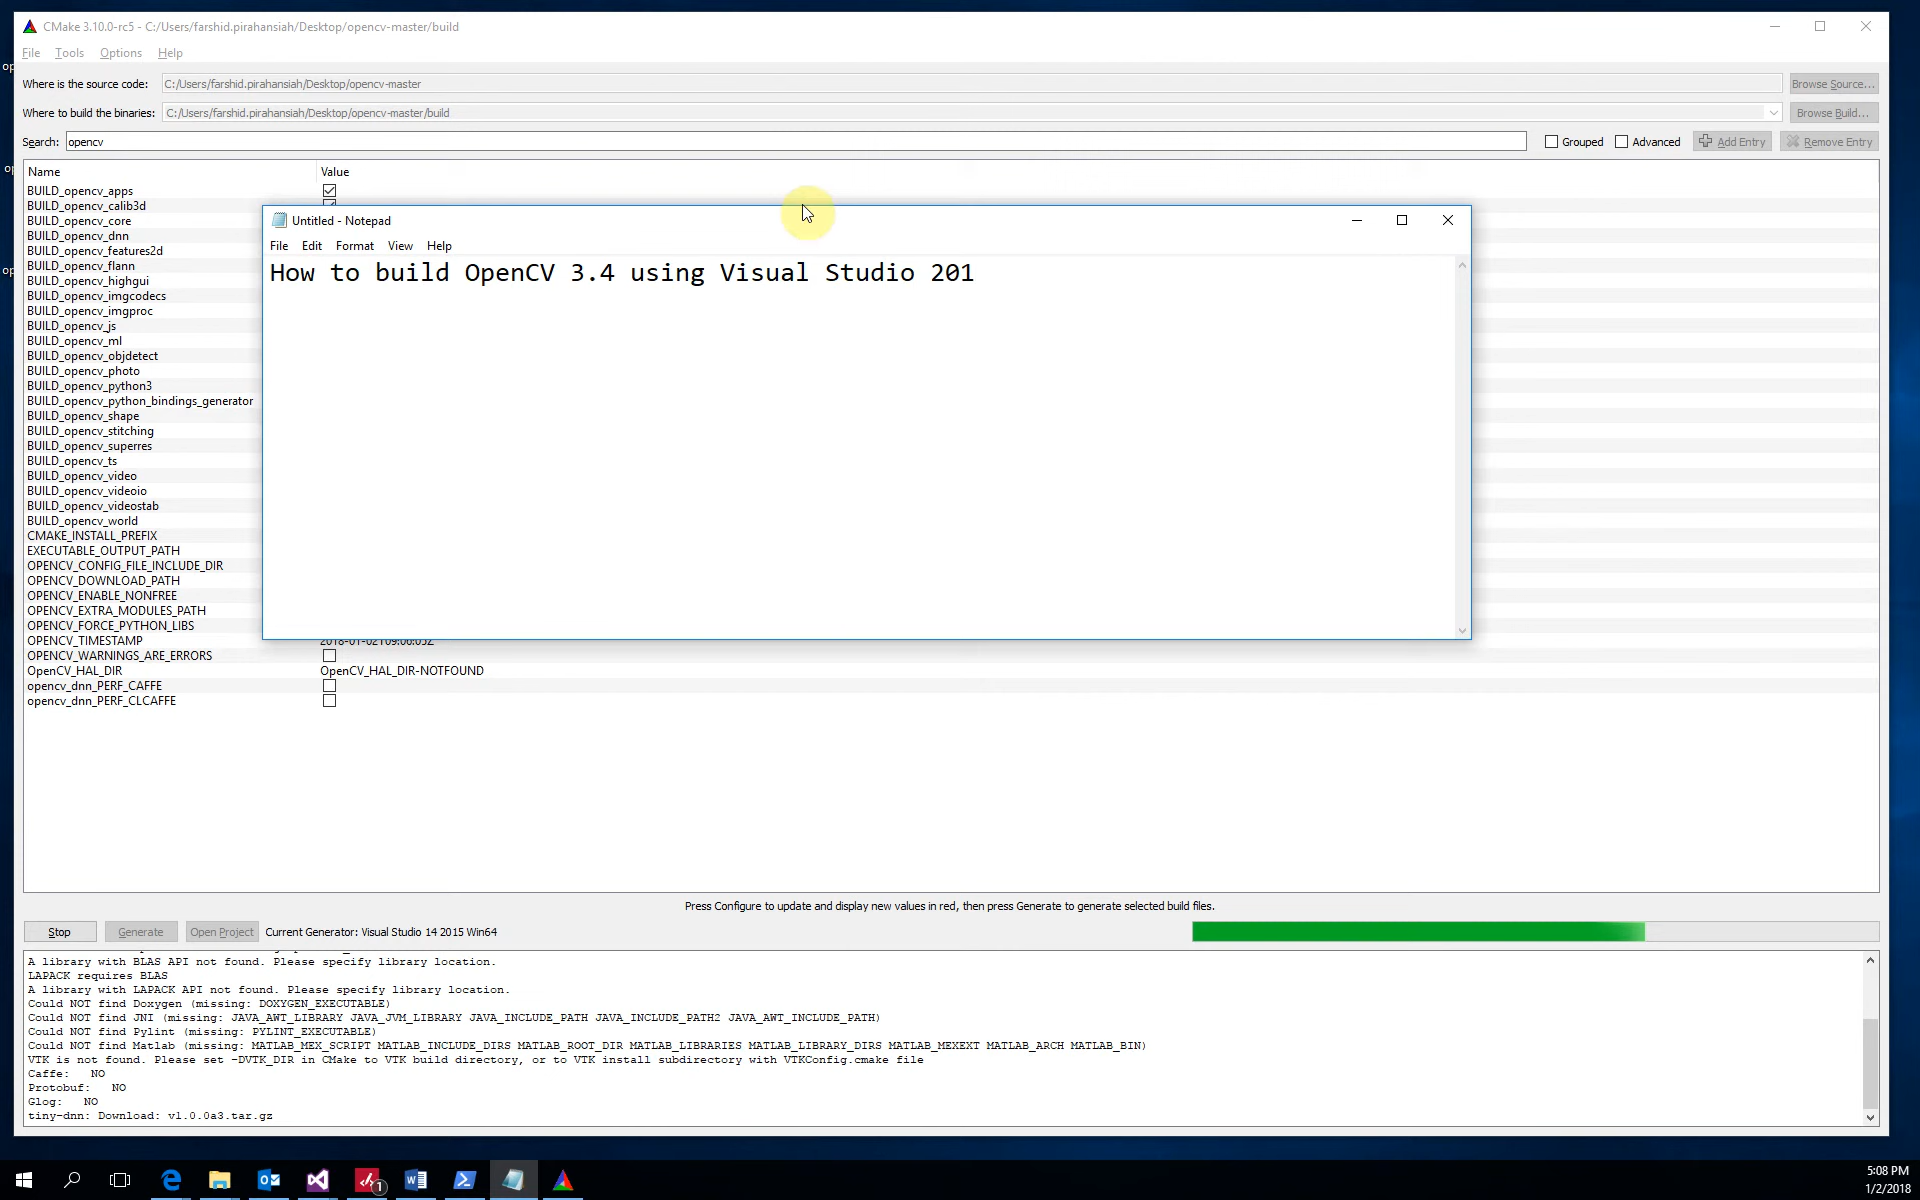 CMake 3.10.0-rc5 - C:/Users/farshid.pirahansiah/Desktop/opencv-master/build
File Tools Options Help
Where is the source code: C:/Users/farshid.pirahansiah/Desktop/opencv-master Browse Source...
Where to build the binaries: C:/Users/farshid.pirahansiah/Desktop/opencv-master/build Browse Build...
Search: opencv Grouped Advanced Add Entry Remove Entry
Name Value
BUILD_opencv_apps
BUILD_opencv_calib3d
BUILD_opencv_core
BUILD_opencv_dnn
BUILD_opencv_features2d
BUILD_opencv_flann
BUILD_opencv_highgui
BUILD_opencv_imgcodecs
BUILD_opencv_imgproc
BUILD_opencv_js
BUILD_opencv_ml
BUILD_opencv_objdetect
BUILD_opencv_photo
BUILD_opencv_python3
BUILD_opencv_python_bindings_generator
BUILD_opencv_shape
BUILD_opencv_stitching
BUILD_opencv_superres
BUILD_opencv_ts
BUILD_opencv_video
BUILD_opencv_videoio
BUILD_opencv_videostab
BUILD_opencv_world
CMAKE_INSTALL_PREFIX
EXECUTABLE_OUTPUT_PATH
OPENCV_CONFIG_FILE_INCLUDE_DIR
OPENCV_DOWNLOAD_PATH
OPENCV_ENABLE_NONFREE
OPENCV_EXTRA_MODULES_PATH
OPENCV_FORCE_PYTHON_LIBS
OPENCV_TIMESTAMP
OPENCV_WARNINGS_ARE_ERRORS
OpenCV_HAL_DIR OpenCV_HAL_DIR-NOTFOUND
opencv_dnn_PERF_CAFFE
opencv_dnn_PERF_CLCAFFE
Untitled - Notepad
File Edit Format View Help
How to build OpenCV 3.4 using Visual Studio 201
Press Configure to update and display new values in red, then press Generate to generate selected build files.
Stop Generate Open Project Current Generator: Visual Studio 14 2015 Win64
A library with BLAS API not found. Please specify library location.
LAPACK requires BLAS
A library with LAPACK API not found. Please specify library location.
Could NOT find Doxygen (missing: DOXYGEN_EXECUTABLE)
Could NOT find JNI (missing: JAVA_AWT_LIBRARY JAVA_JVM_LIBRARY JAVA_INCLUDE_PATH JAVA_INCLUDE_PATH2 JAVA_AWT_INCLUDE_PATH)
Could NOT find Pylint (missing: PYLINT_EXECUTABLE)
Could NOT find Matlab (missing: MATLAB_MEX_SCRIPT MATLAB_INCLUDE_DIRS MATLAB_ROOT_DIR MATLAB_LIBRARIES MATLAB_LIBRARY_DIRS MATLAB_MEXEXT MATLAB_ARCH MATLAB_BIN)
VTK is not found. Please set -DVTK_DIR in CMake to VTK build directory, or to VTK install subdirectory with VTKConfig.cmake file
Caffe: NO
Protobuf: NO
Glog: NO
tiny-dnn: Download: v1.0.0a3.tar.gz
5:08 PM
1/2/2018